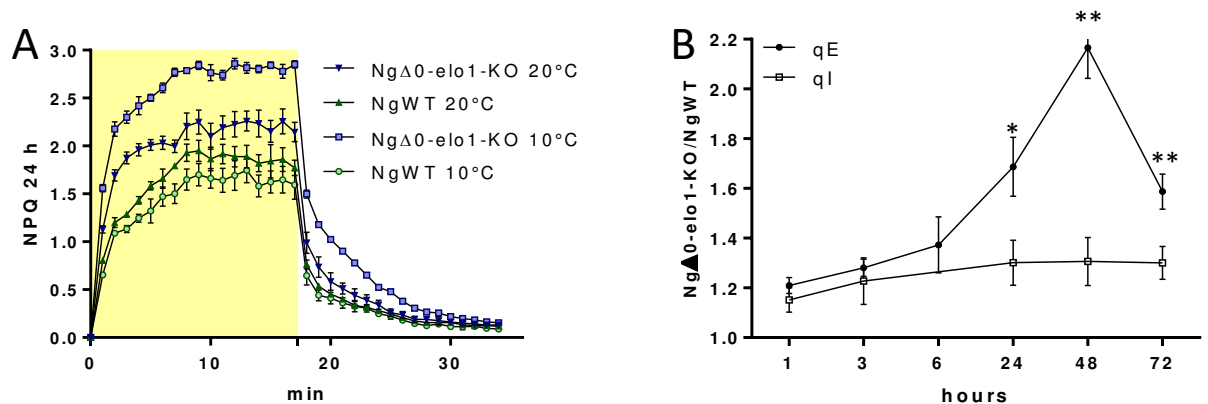 A
NPQ 24 h
3.0
2.5
2.0
1.5
1.0
0.5
0.0
0
10
20
30
min
NgΔ0-elo1-KO 20°C
NgWT 20°C
NgΔ0-elo1-KO 10°C
NgWT 10°C
B
NgΔ0-elo1-KO/NgWT
2.2
2.0
1.8
1.6
1.4
1.2
1.0
qE
qI
*
**
**
1
3
6
24
48
72
hours